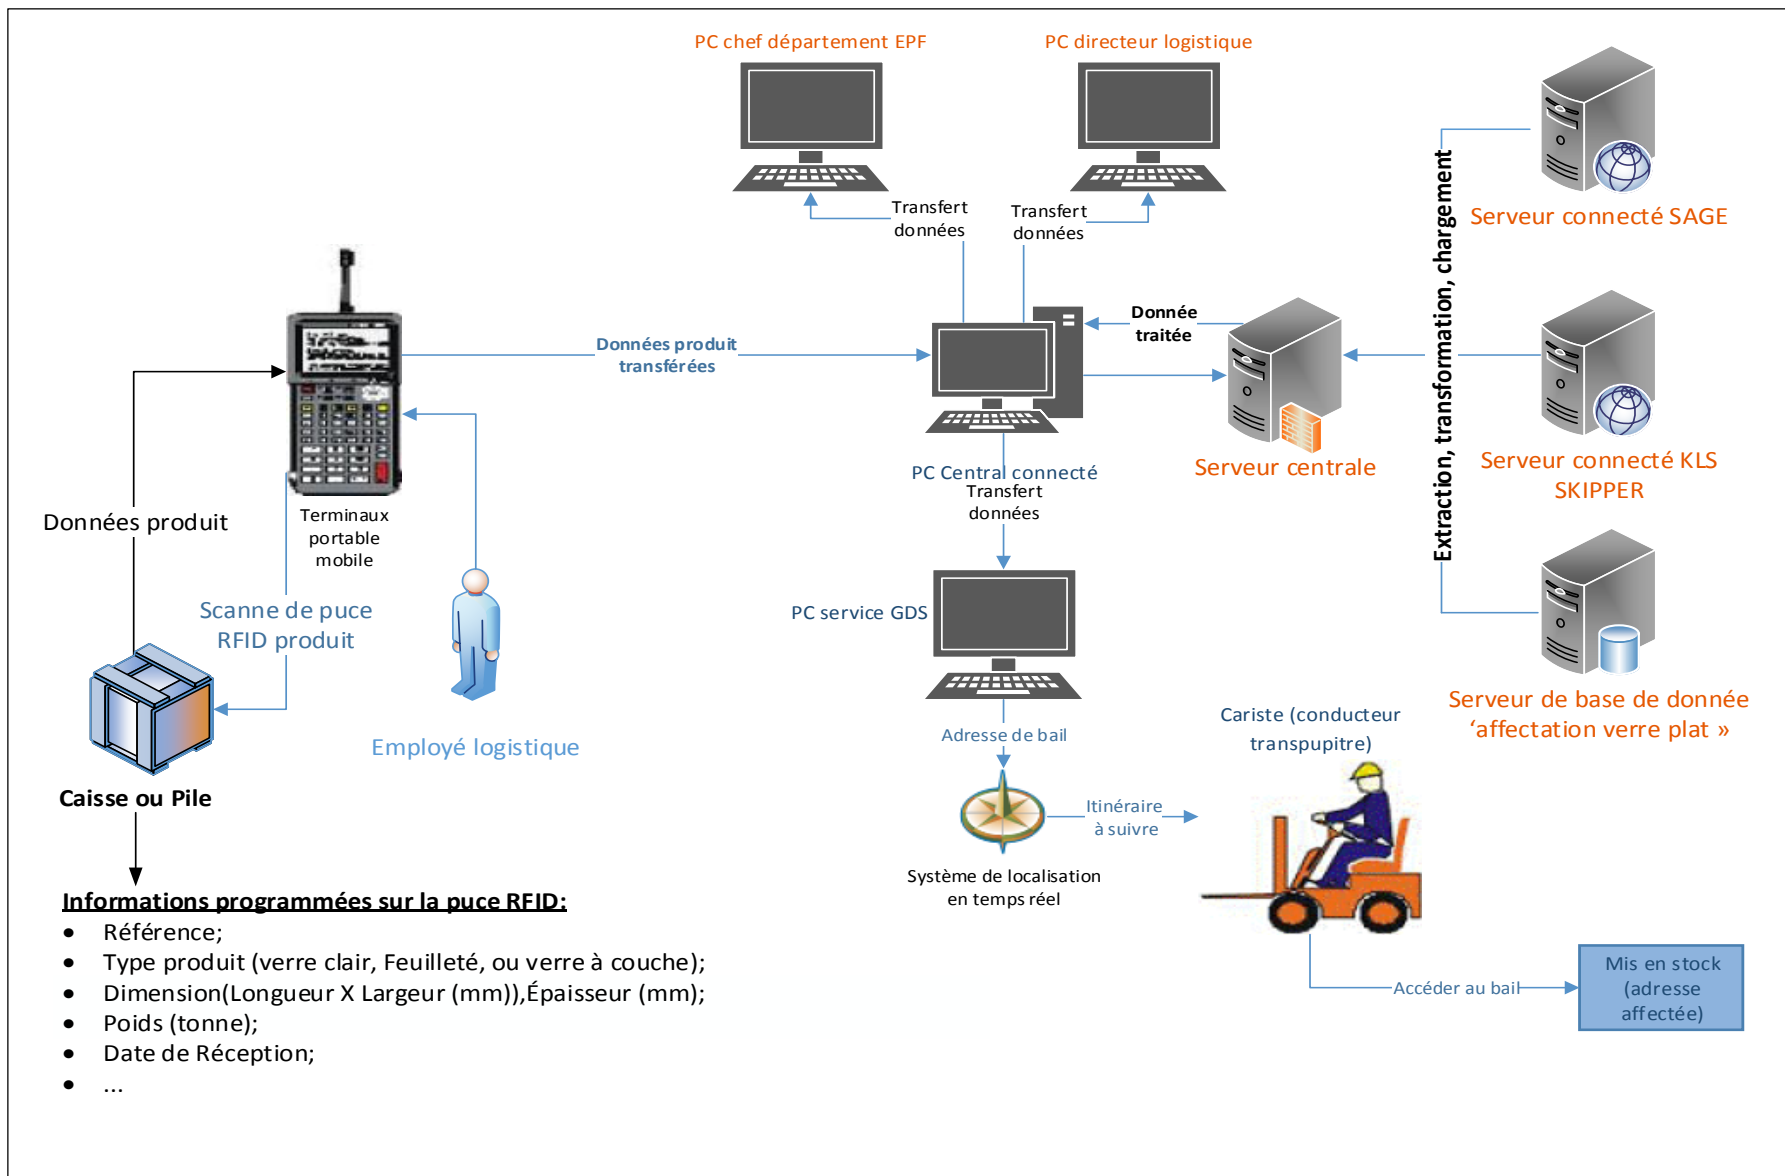 PC chef département EPF
PC directeur logistique
Transfert
données
Transfert
données
Extraction, transformation, chargement
Serveur connecté SAGE
Données produit
transférées
Donnée
traitée
Serveur centrale
Serveur connecté KLS
SKIPPER
PC Central connecté
Transfert
données
Données produit
Terminaux
portable
mobile
Scanne de puce
RFID produit
Employé logistique
PC service GDS
Serveur de base de donnée
‘affectation verre plat »
Adresse de bail
Cariste (conducteur
transpupitre)
Caisse ou Pile
Itinéraire
à suivre
Système de localisation
en temps réel
Informations programmées sur la puce RFID:
• Référence;
• Type produit (verre clair, Feuilleté, ou verre à couche);
• Dimension(Longueur X Largeur (mm)),Épaisseur (mm);
• Poids (tonne);
• Date de Réception;
• ...
Accéder au bail
Mis en stock
(adresse
affectée)